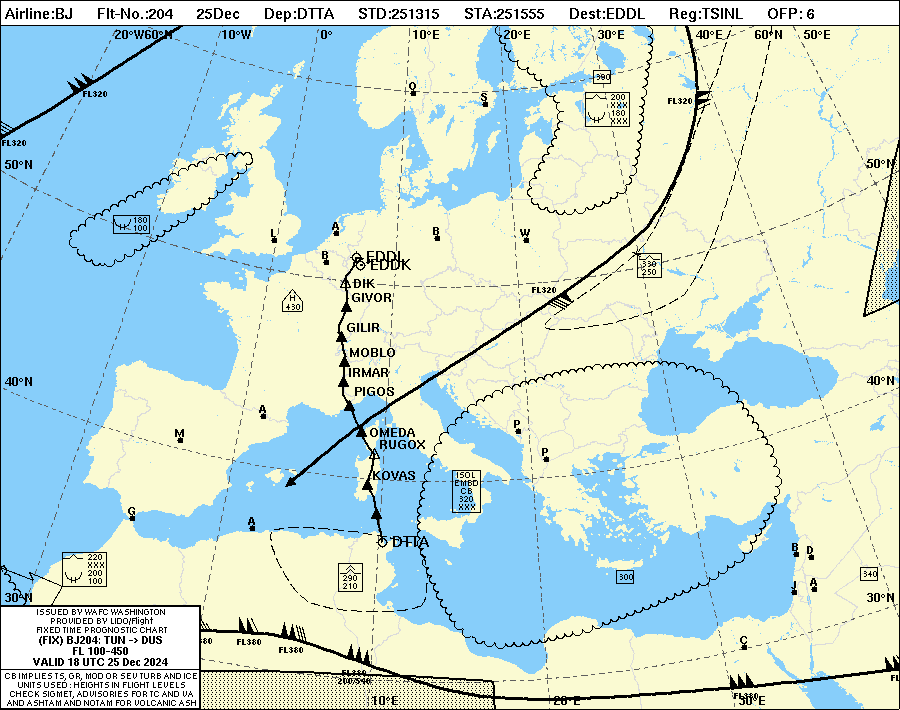 Airline:BJ Flt-No.:204 25Dec Dep:DTTA STD:251315 STA:251555 Dest:EDDL Reg:TSINL OFP: 6
20°W60°N 10°W 0° 10°E 20°E 30°E 40°E 60°N 50°E
FL320
FL320
390
200
XXX
180
XXX
FL320
O
S
50°N
50°N
180
100
L
A
B
B
W
EDDL
EDDK
330
250
DIK
GIVOR
H
430
FL320
GILIR
MOBLO
IRMAR
PIGOS
40°N
40°N
A
M
OMEDA
RUGOX
P
P
KOVAS
ISOL
EMBD
CB
320
XXX
G
A
DTTA
B
D
220
XXX
200
100
290
210
300
340
J
A
30°N
30°N
ISSUED BY WAFC WASHINGTON
PROVIDED BY LIDO/Flight
FIXED TIME PROGNOSTIC CHART
(FIX) BJ204: TUN -> DUS
FL 100-450
VALID 18 UTC 25 Dec 2024
CB IMPLIES TS, GR, MOD OR SEV TURB AND ICE
UNITS USED: HEIGHTS IN FLIGHT LEVELS
CHECK SIGMET, ADVISORIES FOR TC AND VA
AND ASHTAM AND NOTAM FOR VOLCANIC ASH
380
FL380
FL380
C
FL380
FL380
FL
10°E
20°E
30°E